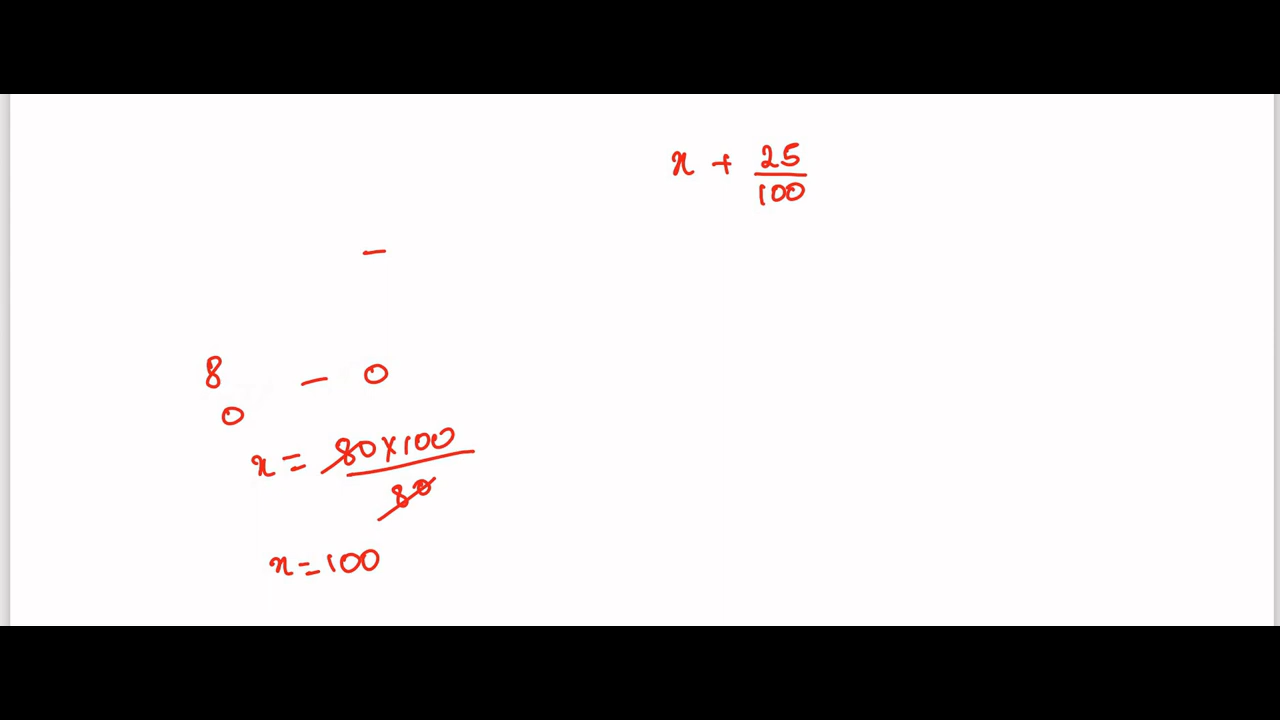 x + 25/100
-
8 - 0
0
x = 80×100/80
x = 100